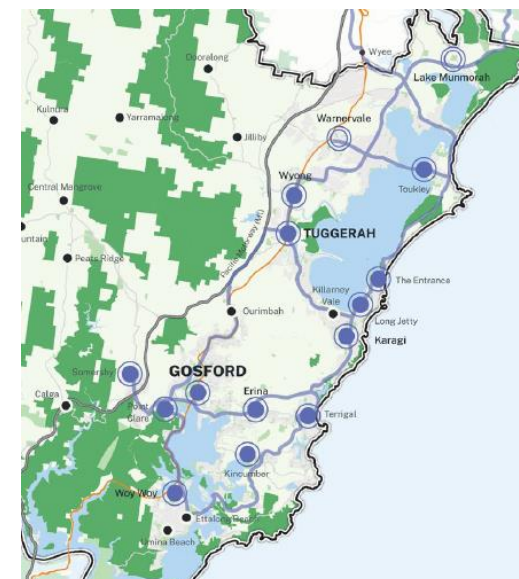 Wyee
Dooralong
Lake Munmorah
Kulnura
Yarramalong
Warnervale
Jilliby
Wyong
Toukley
Central Mangrove
TUGGERAH
untain
Pacific Motorway (M1)
Peats Ridge
The Entrance
Killarney
Vale
Ourimbah
Long Jetty
Karagi
GOSFORD
Somersby
Erina
Calga
Point
Clare
Terrigal
Kincumber
Woy Woy
Ettalong Beach
Umina Beach